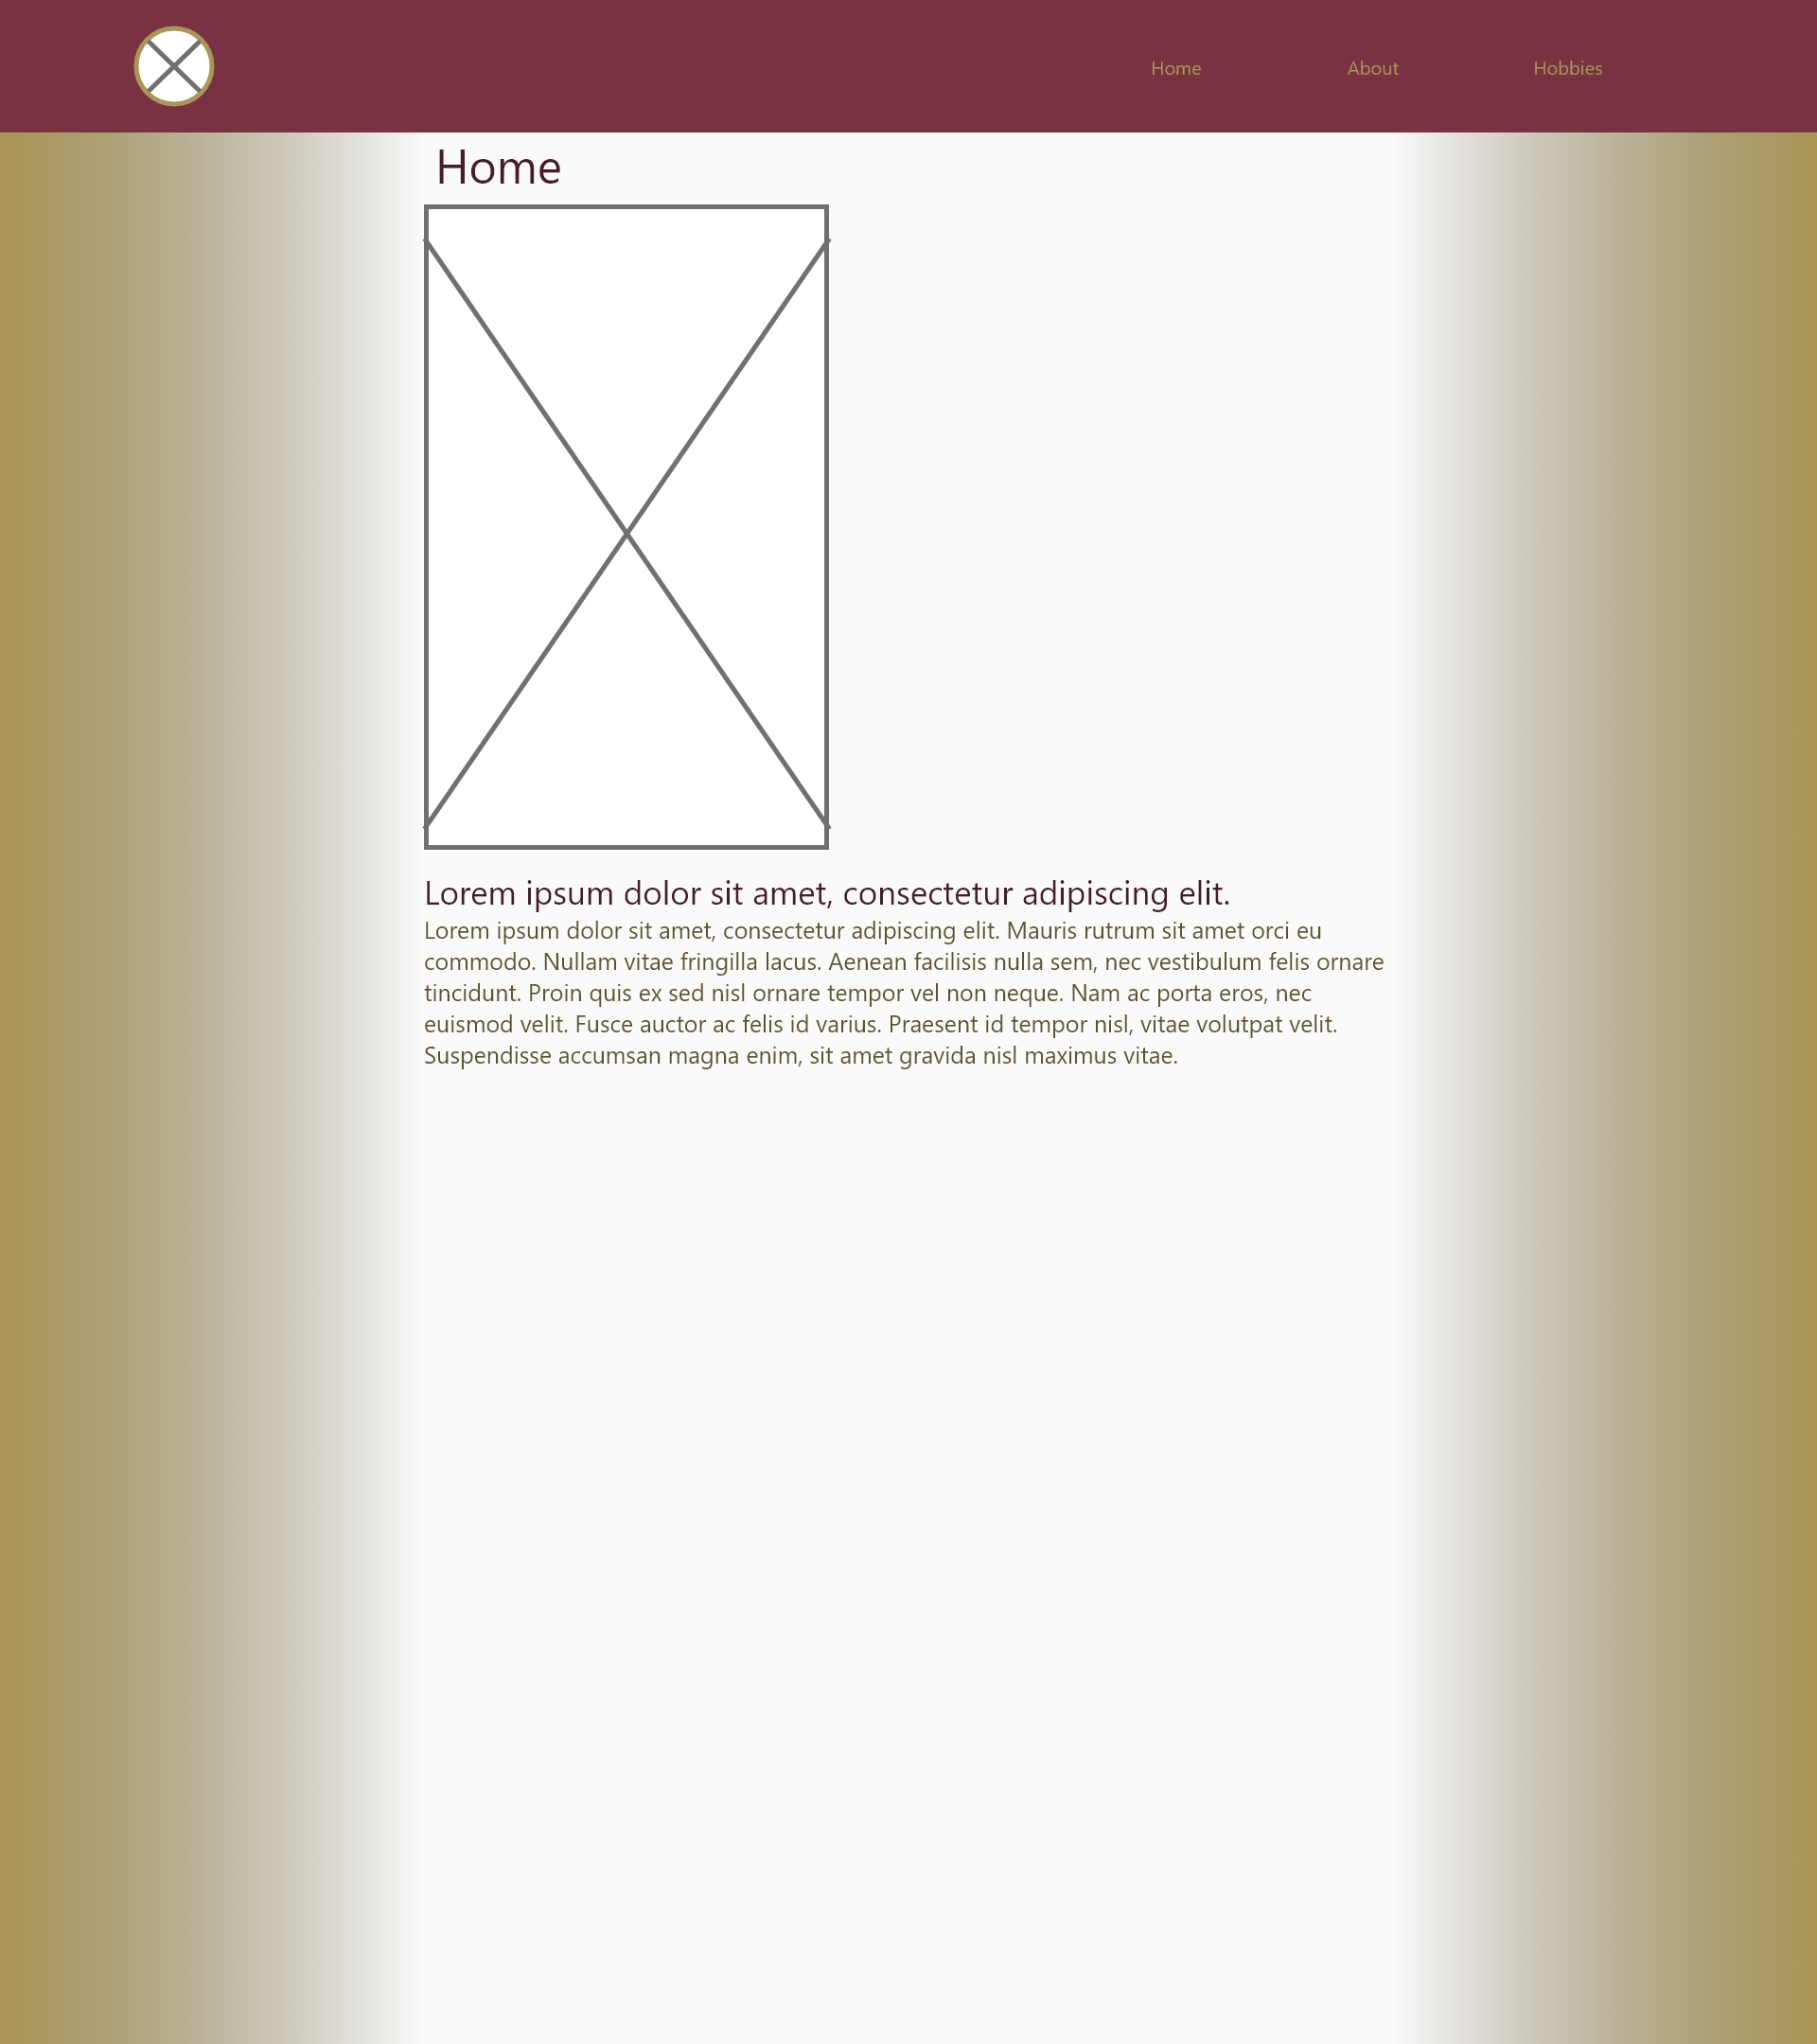 Home About Hobbies
Home
Lorem ipsum dolor sit amet, consectetur adipiscing elit.
Lorem ipsum dolor sit amet, consectetur adipiscing elit. Mauris rutrum sit amet orci eu
commodo. Nullam vitae fringilla lacus. Aenean facilisis nulla sem, nec vestibulum felis ornare
tincidunt. Proin quis ex sed nisl ornare tempor vel non neque. Nam ac porta eros, nec
euismod velit. Fusce auctor ac felis id varius. Praesent id tempor nisl, vitae volutpat velit.
Suspendisse accumsan magna enim, sit amet gravida nisl maximus vitae.